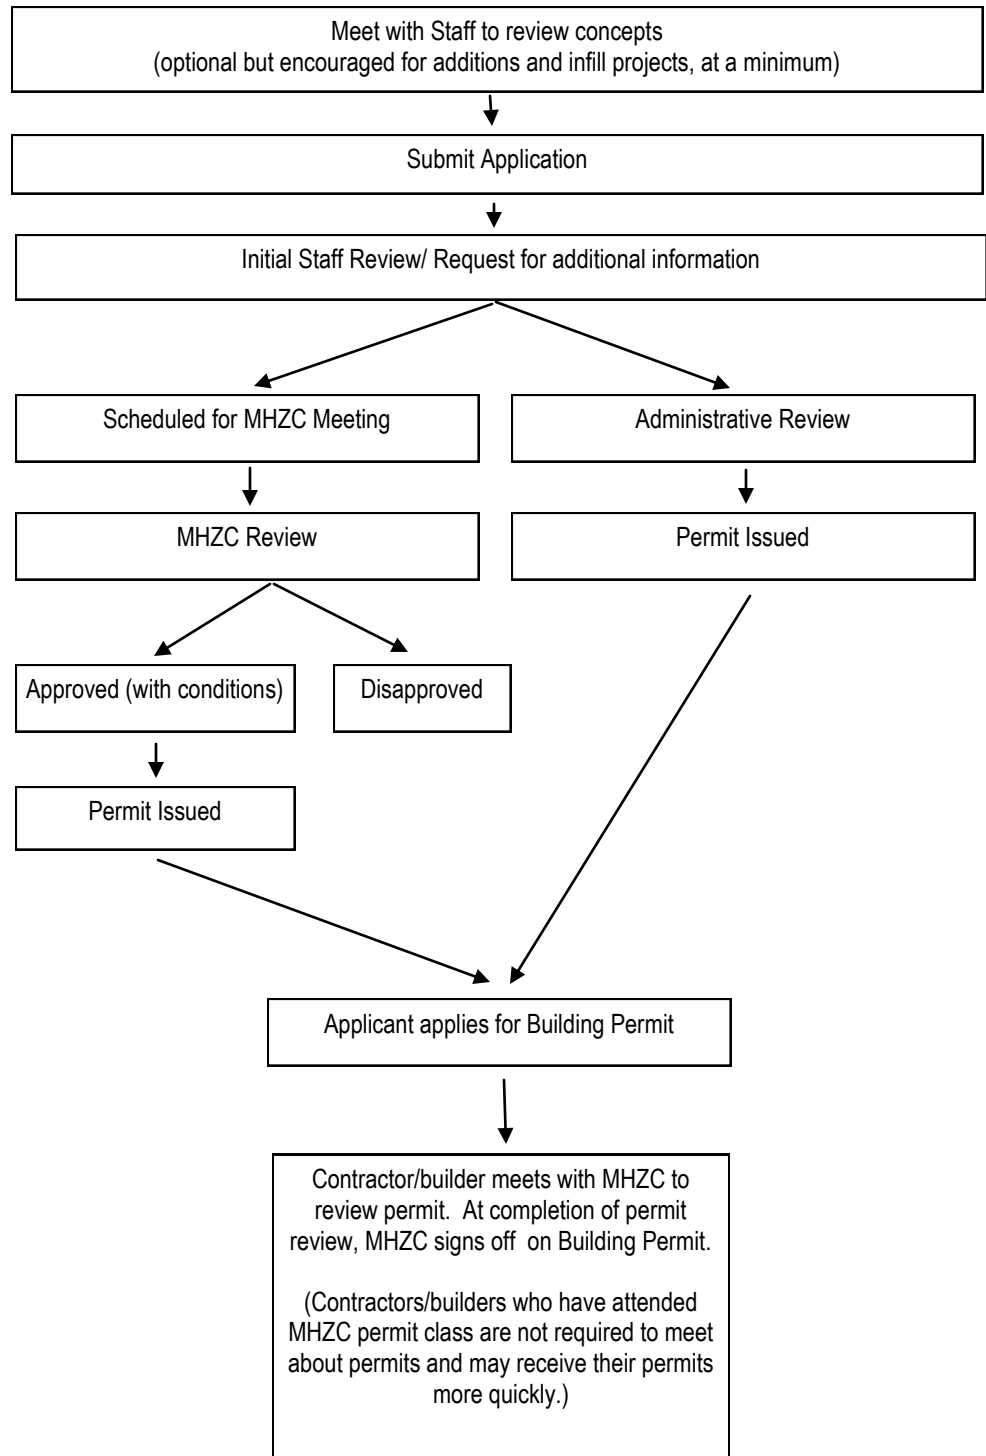 Meet with Staff to review concepts
(optional but encouraged for additions and infill projects, at a minimum)
Submit Application
Initial Staff Review/ Request for additional information
Scheduled for MHZC Meeting
Administrative Review
MHZC Review
Permit Issued
Approved (with conditions)
Disapproved
Permit Issued
Applicant applies for Building Permit
Contractor/builder meets with MHZC to
review permit.  At completion of permit
review, MHZC signs off  on Building Permit.
(Contractors/builders who have attended
MHZC permit class are not required to meet
about permits and may receive their permits
more quickly.)